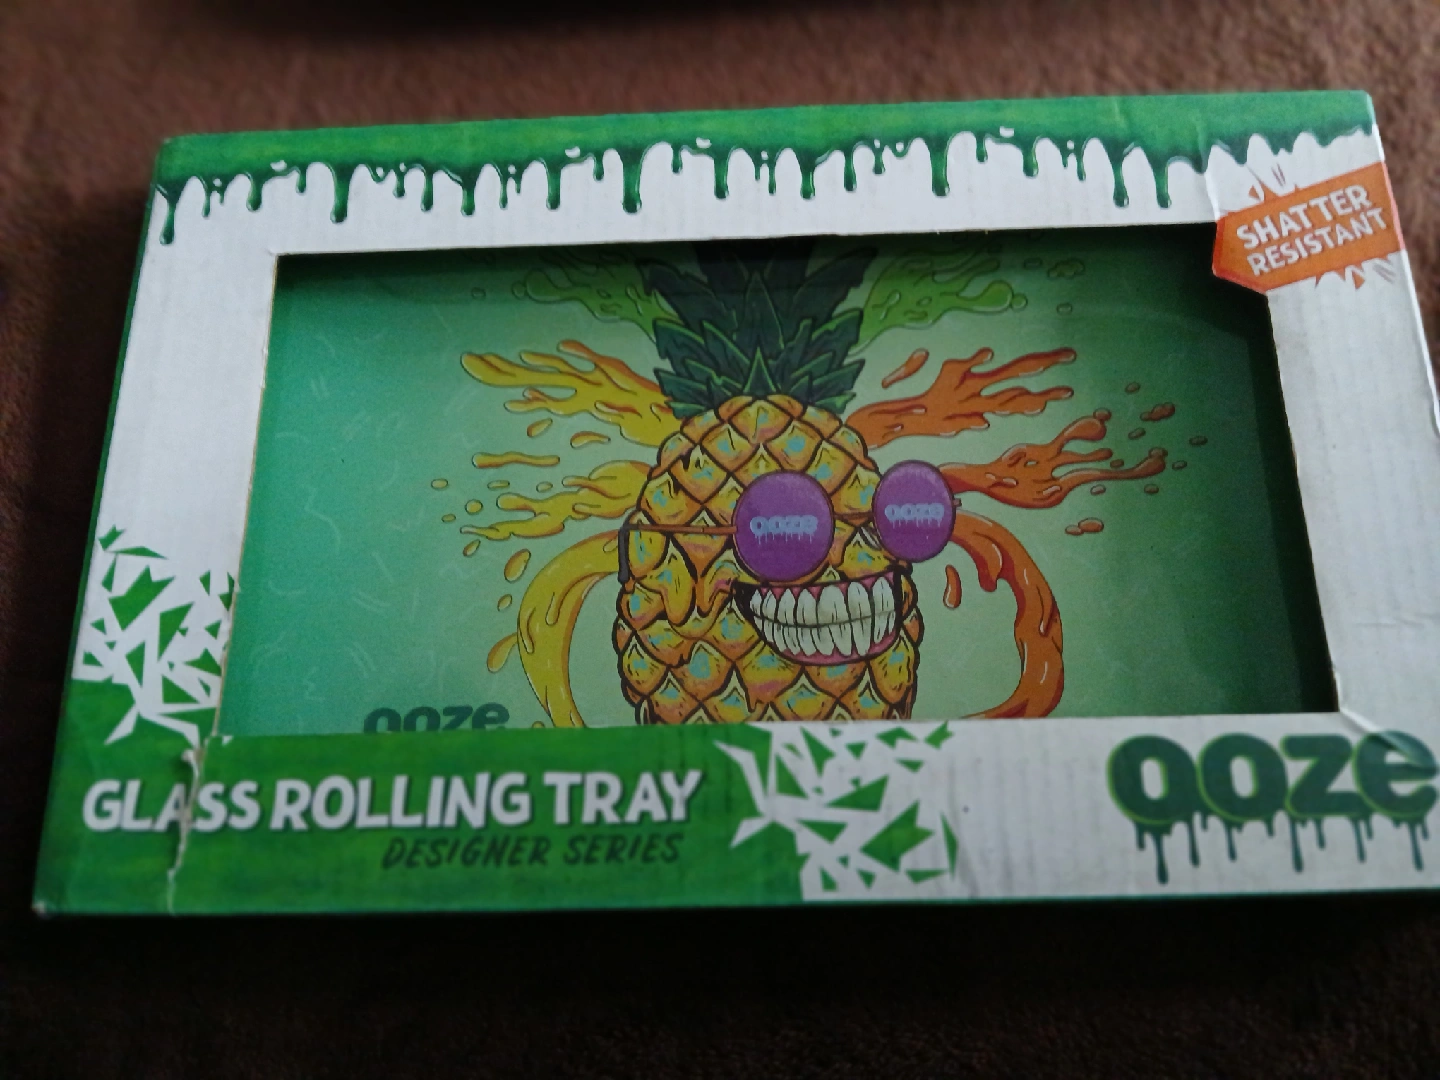 SHATTER
RESISTANT
ooze
ooze
ooze
GLASS ROLLING TRAY
DESIGNER SERIES
ooze